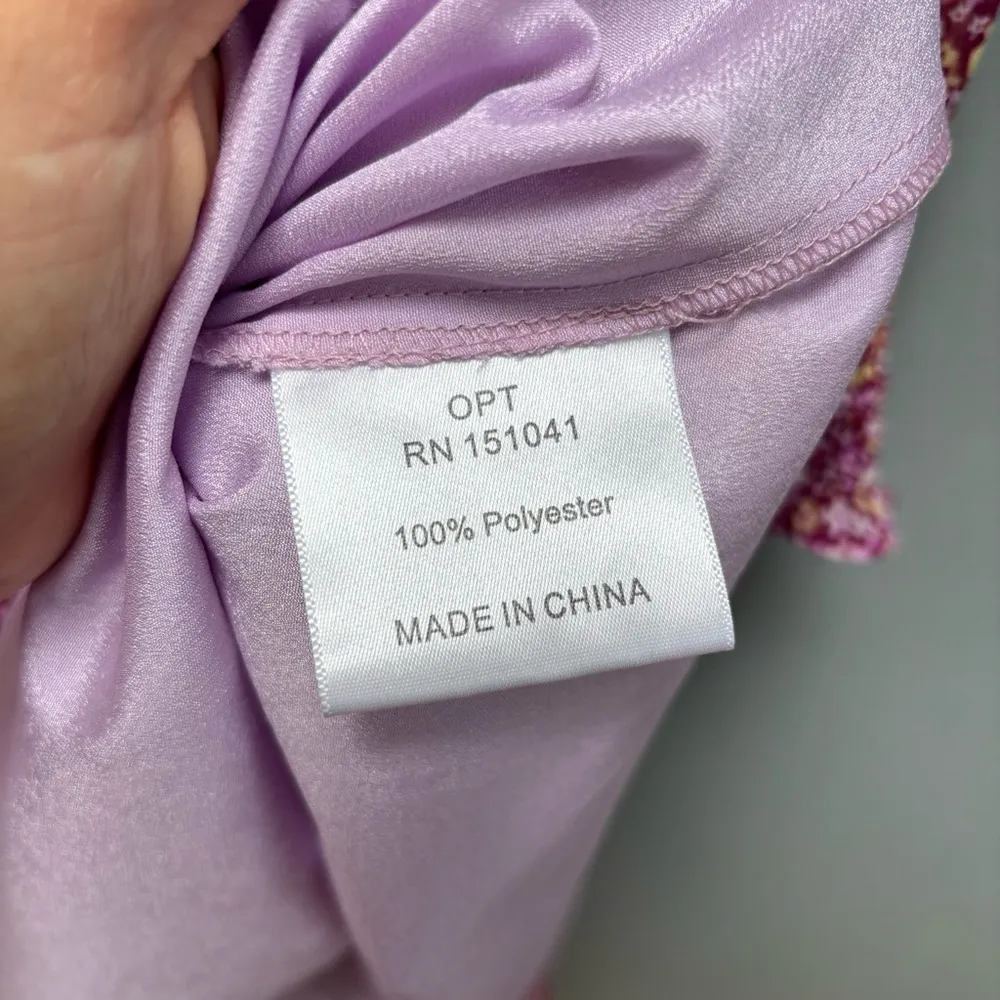 OPT
RN 151041
100% Polyester
MADE IN CHINA